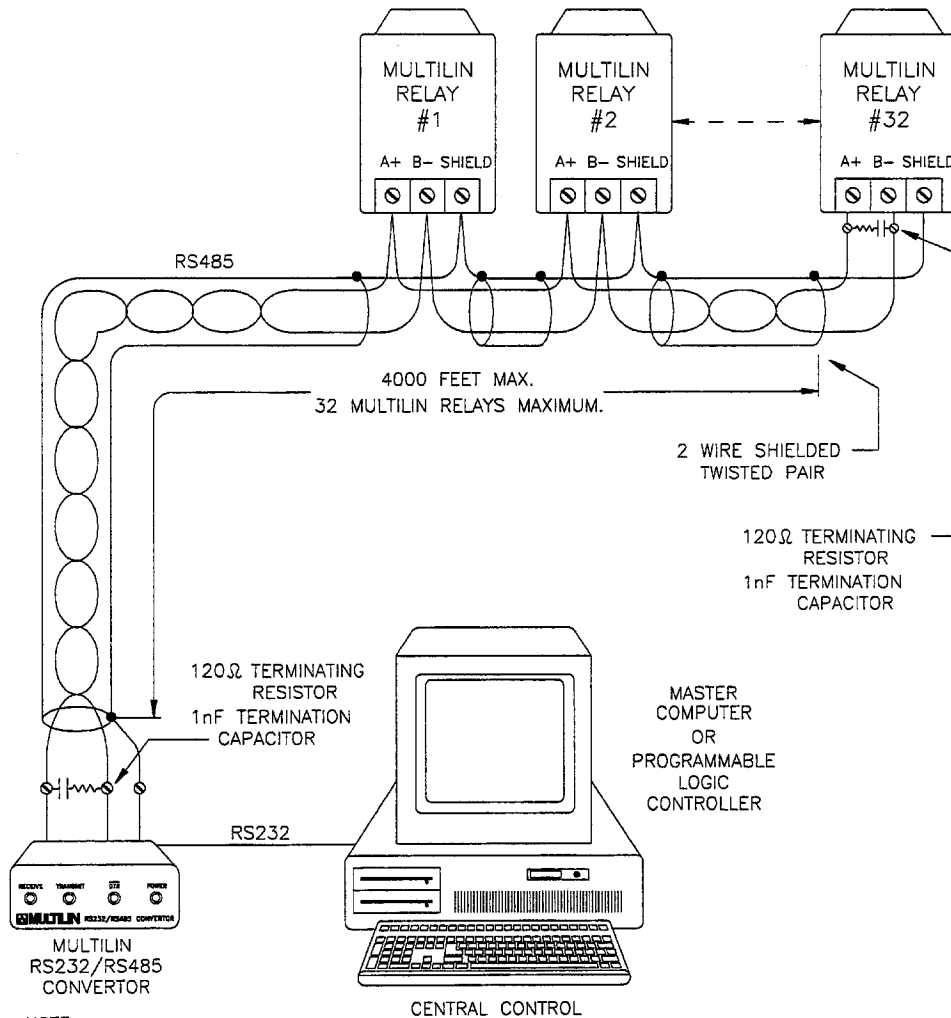 MULTILIN
RELAY
#1
MULTILIN
RELAY
#2
MULTILIN
RELAY
#32
A+ B- SHIELD
A+ B- SHIELD
A+ B- SHIELD
RS485
4000 FEET MAX.
32 MULTILIN RELAYS MAXIMUM.
2 WIRE SHIELDED
TWISTED PAIR
120Ω TERMINATING
RESISTOR
1nF TERMINATION
CAPACITOR
120Ω TERMINATING
RESISTOR
1nF TERMINATION
CAPACITOR
MASTER
COMPUTER
OR
PROGRAMMABLE
LOGIC
CONTROLLER
RS232
RECEIVE TRANSMIT DTR POWER
MULTILIN RS232/RS485 CONVERTOR
MULTILIN
RS232/RS485
CONVERTOR
CENTRAL CONTROL